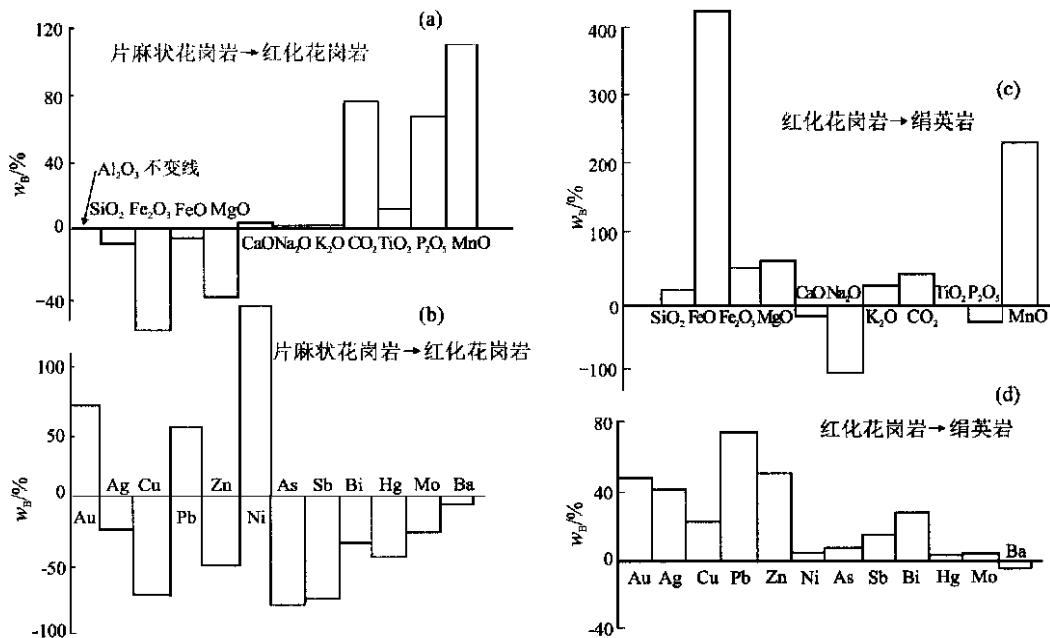 (a)
片麻状花岗岩→红化花岗岩
120
80
40
0
-40
w_B/%
Al₂O₃ 不变线
SiO₂ Fe₂O₃ FeO MgO
CaO Na₂O K₂O CO₂ TiO₂ P₂O₅ MnO
(b)
片麻状花岗岩→红化花岗岩
100
50
0
-50
-100
w_B/%
Ag Cu Zn As Sb Bi Hg Mo Ba
Au Pb Ni
(c)
红化花岗岩→绢英岩
400
300
200
100
0
-100
w_B/%
CaO Na₂O TiO₂ P₂O₅
SiO₂ FeO Fe₂O₃ MgO K₂O CO₂ MnO
(d)
红化花岗岩→绢英岩
80
40
0
-40
w_B/%
Ba
Au Ag Cu Pb Zn Ni As Sb Bi Hg Mo